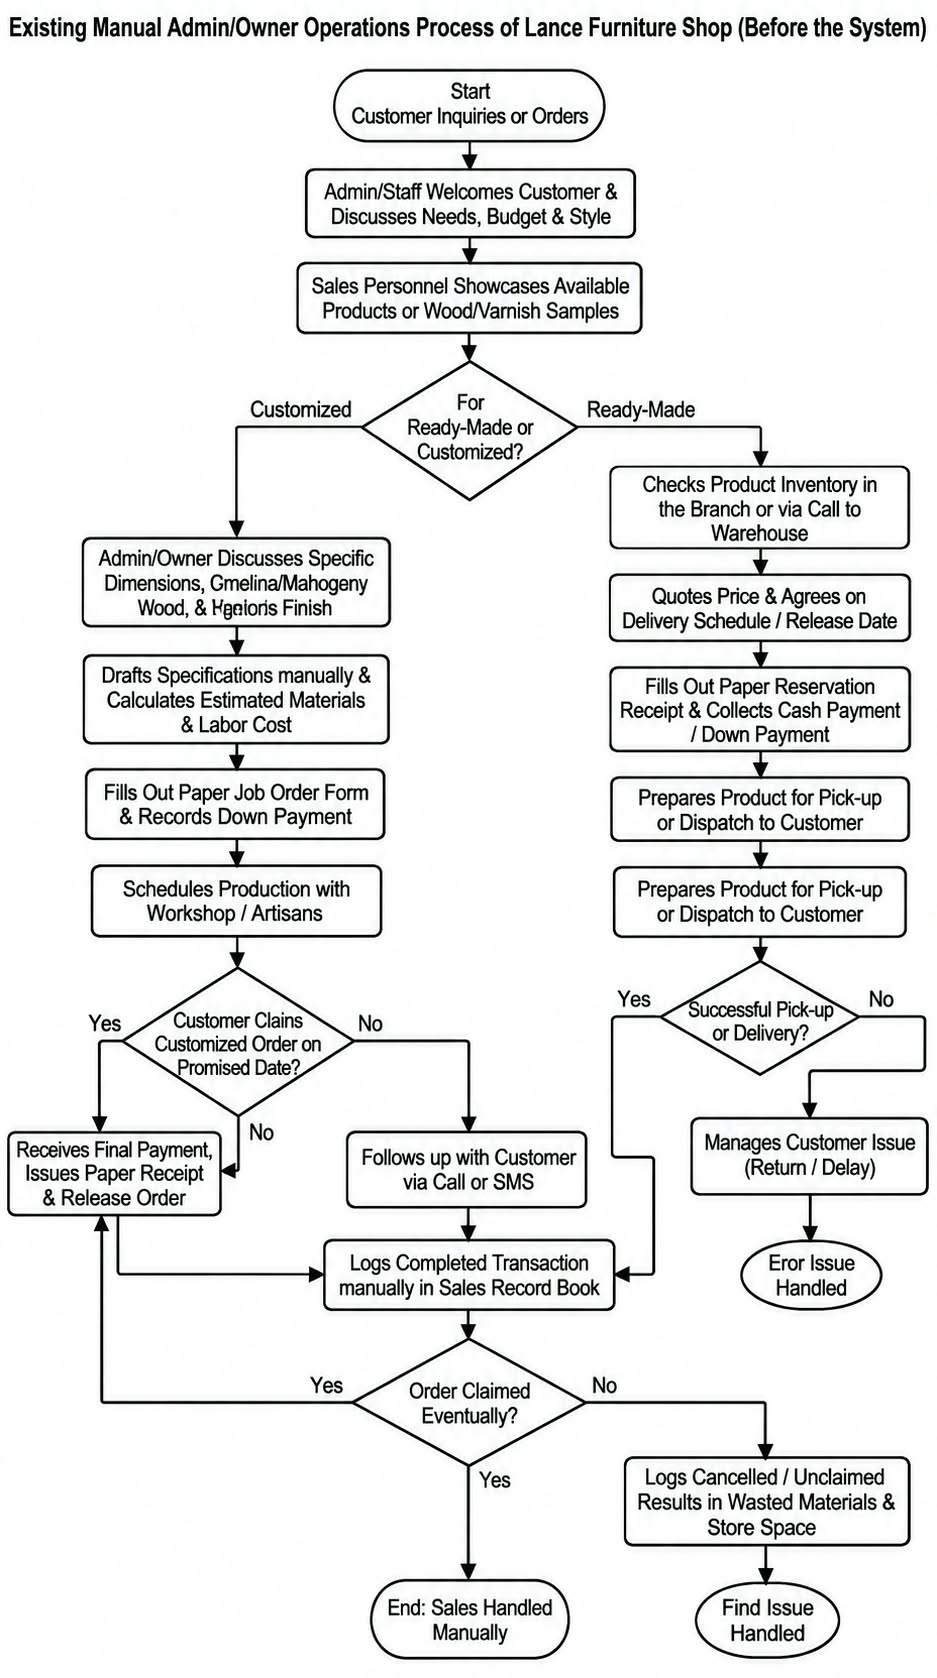 Existing Manual Admin/Owner Operations Process of Lance Furniture Shop (Before the System)
Start
Customer Inquiries or Orders
Admin/Staff Welcomes Customer &
Discusses Needs, Budget & Style
Sales Personnel Showcases Available
Products or Wood/Varnish Samples
For
Ready-Made or
Customized?
Customized
Ready-Made
Admin/Owner Discusses Specific
Dimensions, Gmelina/Mahogeny
Wood, & Finish
Drafts Specifications manually &
Calculates Estimated Materials
& Labor Cost
Fills Out Paper Job Order Form
& Records Down Payment
Schedules Production with
Workshop / Artisans
Customer Claims
Customized Order on
Promised Date?
Yes
No
No
Receives Final Payment,
Issues Paper Receipt
& Release Order
Follows up with Customer
via Call or SMS
Checks Product Inventory in
the Branch or via Call to
Warehouse
Quotes Price & Agrees on
Delivery Schedule / Release Date
Fills Out Paper Reservation
Receipt & Collects Cash Payment
/ Down Payment
Prepares Product for Pick-up
or Dispatch to Customer
Prepares Product for Pick-up
or Dispatch to Customer
Successful Pick-up
or Delivery?
Yes
No
Manages Customer Issue
(Return / Delay)
Eror Issue
Handled
Logs Completed Transaction
manually in Sales Record Book
Order Claimed
Eventually?
Yes
No
Yes
Logs Cancelled / Unclaimed
Results in Wasted Materials &
Store Space
End: Sales Handled
Manually
Find Issue
Handled